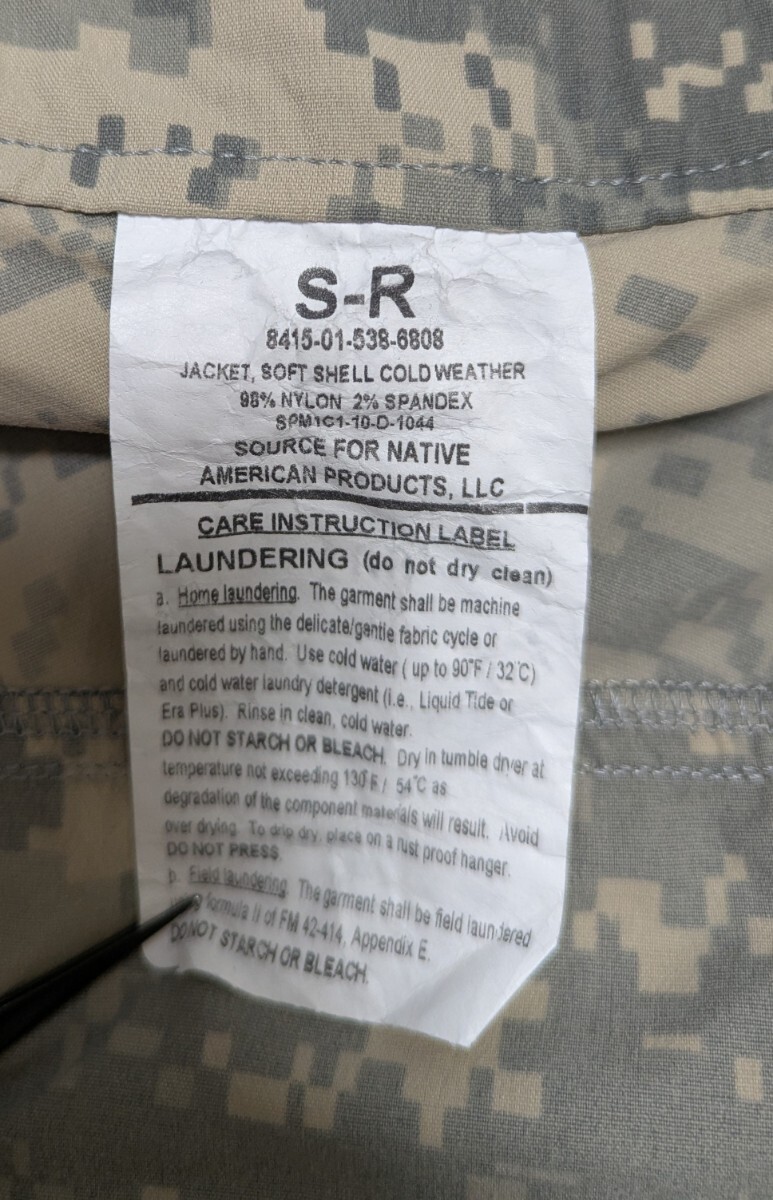 S-R
8415-01-538-6808
JACKET, SOFT SHELL COLD WEATHER
98% NYLON 2% SPANDEX
SPM1C1-10-D-1044
SOURCE FOR NATIVE
AMERICAN PRODUCTS, LLC
CARE INSTRUCTION LABEL
LAUNDERING (do not dry clean)
a. Home laundering. The garment shall be machine
laundered using the delicate/gentle fabric cycle or
laundered by hand. Use cold water ( up to 90°F / 32°C)
and cold water laundry detergent (i.e., Liquid Tide or
Era Plus). Rinse in clean, cold water.
DO NOT STARCH OR BLEACH. Dry in tumble dryer at
temperature not exceeding 130°F / 54°C as
degradation of the component materials will result. Avoid
over drying. To drip dry, place on a rust proof hanger.
DO NOT PRESS.
b. Field laundering. The garment shall be field laundered
formula II of FM 42-414, Appendix E.
DO NOT STARCH OR BLEACH.